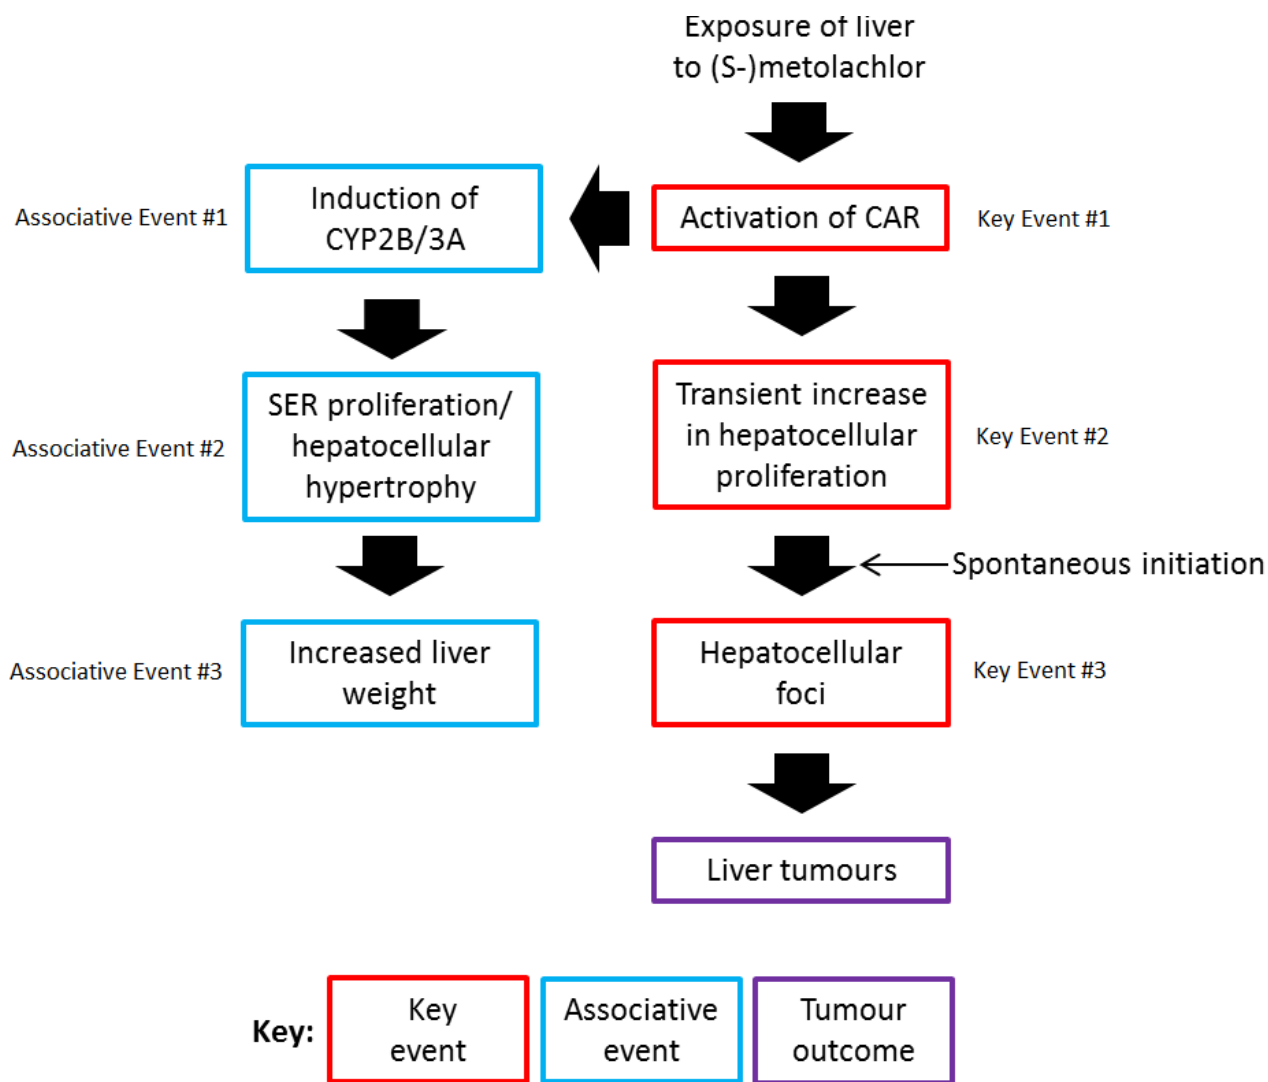 Exposure of liver
to (S-)metolachlor
Associative Event #1
Induction of
CYP2B/3A
Activation of CAR
Key Event #1
Associative Event #2
SER proliferation/
hepatocellular
hypertrophy
Transient increase
in hepatocellular
proliferation
Key Event #2
Spontaneous initiation
Associative Event #3
Increased liver
weight
Hepatocellular
foci
Key Event #3
Liver tumours
Key:
Key
event
Associative
event
Tumour
outcome